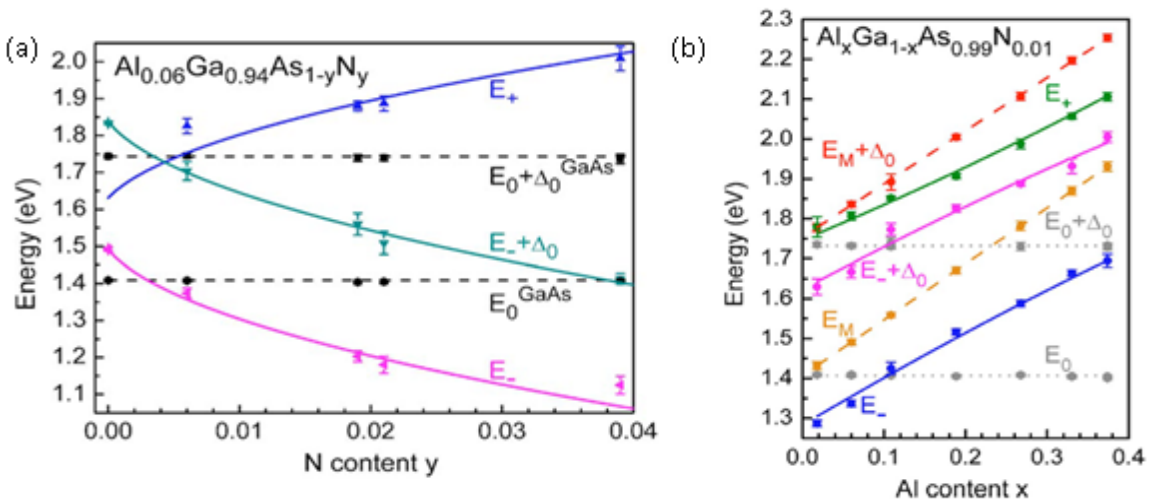 (a)
Al0.06Ga0.94As1-yNy
E+
E0+Δ0GaAs
E-+Δ0
E0GaAs
E-
2.0
1.9
1.8
1.7
1.6
1.5
1.4
1.3
1.2
1.1
Energy (eV)
0.00 0.01 0.02 0.03 0.04
N content y
(b)
AlxGa1-xAs0.99N0.01
E+
EM+Δ0
E0+Δ0
E-+Δ0
EM
E0
E-
2.3
2.2
2.1
2.0
1.9
1.8
1.7
1.6
1.5
1.4
1.3
Energy (eV)
0.0 0.1 0.2 0.3 0.4
Al content x